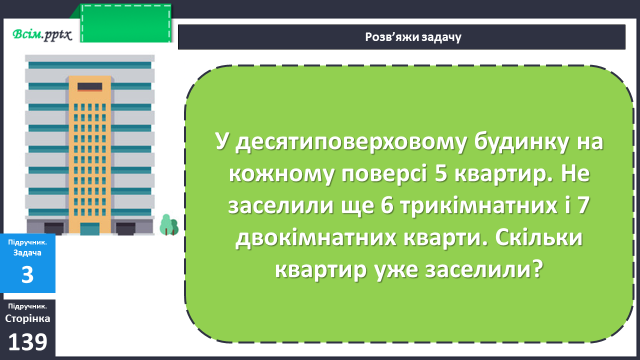 Всім.pptx
Розв’яжи задачу
У десятиповерховому будинку на
кожному поверсі 5 квартир. Не
заселили ще 6 трикімнатних і 7
двокімнатних кварти. Скільки
квартир уже заселили?
Підручник.
Задача
3
Підручник.
Сторінка
139